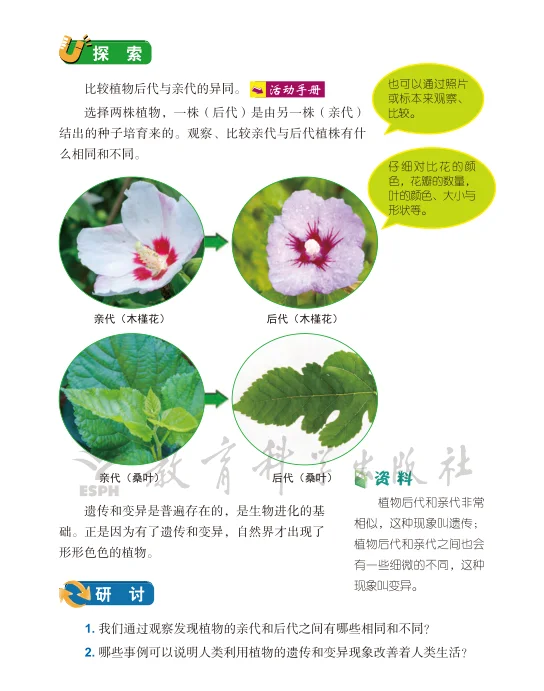 探 索
比较植物后代与亲代的异同。 活动手册
选择两株植物，一株（后代）是由另一株（亲代）
结出的种子培育来的。观察、比较亲代与后代植株有什
么相同和不同。
也可以通过照片
或标本来观察、
比较。
仔细对比花的颜
色，花瓣的数量，
叶的颜色、大小与
形状等。
亲代（木槿花）
后代（木槿花）
亲代（桑叶）
后代（桑叶）
ESPH 教育科学出版社
遗传和变异是普遍存在的，是生物进化的基
础。正是因为有了遗传和变异，自然界才出现了
形形色色的植物。
资料
植物后代和亲代非常
相似，这种现象叫遗传；
植物后代和亲代之间也会
有一些细微的不同，这种
现象叫变异。
研 讨
1. 我们通过观察发现植物的亲代和后代之间有哪些相同和不同？
2. 哪些事例可以说明人类利用植物的遗传和变异现象改善着人类生活？